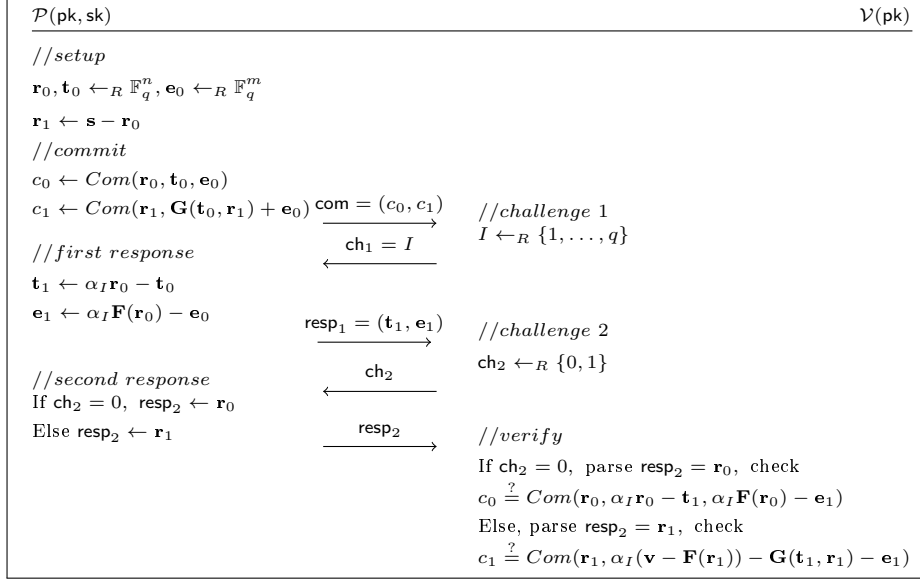 𝒫(pk, sk) 𝒱(pk)
//setup
r₀, t₀ ←_R 𝔽_q^n, e₀ ←_R 𝔽_q^m
r₁ ← s − r₀
//commit
c₀ ← Com(r₀, t₀, e₀)
c₁ ← Com(r₁, G(t₀, r₁) + e₀) com = (c₀, c₁)
//challenge 1
I ←_R {1, . . . , q}
ch₁ = I
//first response
t₁ ← α_I r₀ − t₀
e₁ ← α_I F(r₀) − e₀
resp₁ = (t₁, e₁)
//challenge 2
ch₂ ←_R {0, 1}
ch₂
//second response
If ch₂ = 0, resp₂ ← r₀
Else resp₂ ← r₁ resp₂
//verify
If ch₂ = 0, parse resp₂ = r₀, check
c₀ ≟ Com(r₀, α_I r₀ − t₁, α_I F(r₀) − e₁)
Else, parse resp₂ = r₁, check
c₁ ≟ Com(r₁, α_I(v − F(r₁)) − G(t₁, r₁) − e₁)